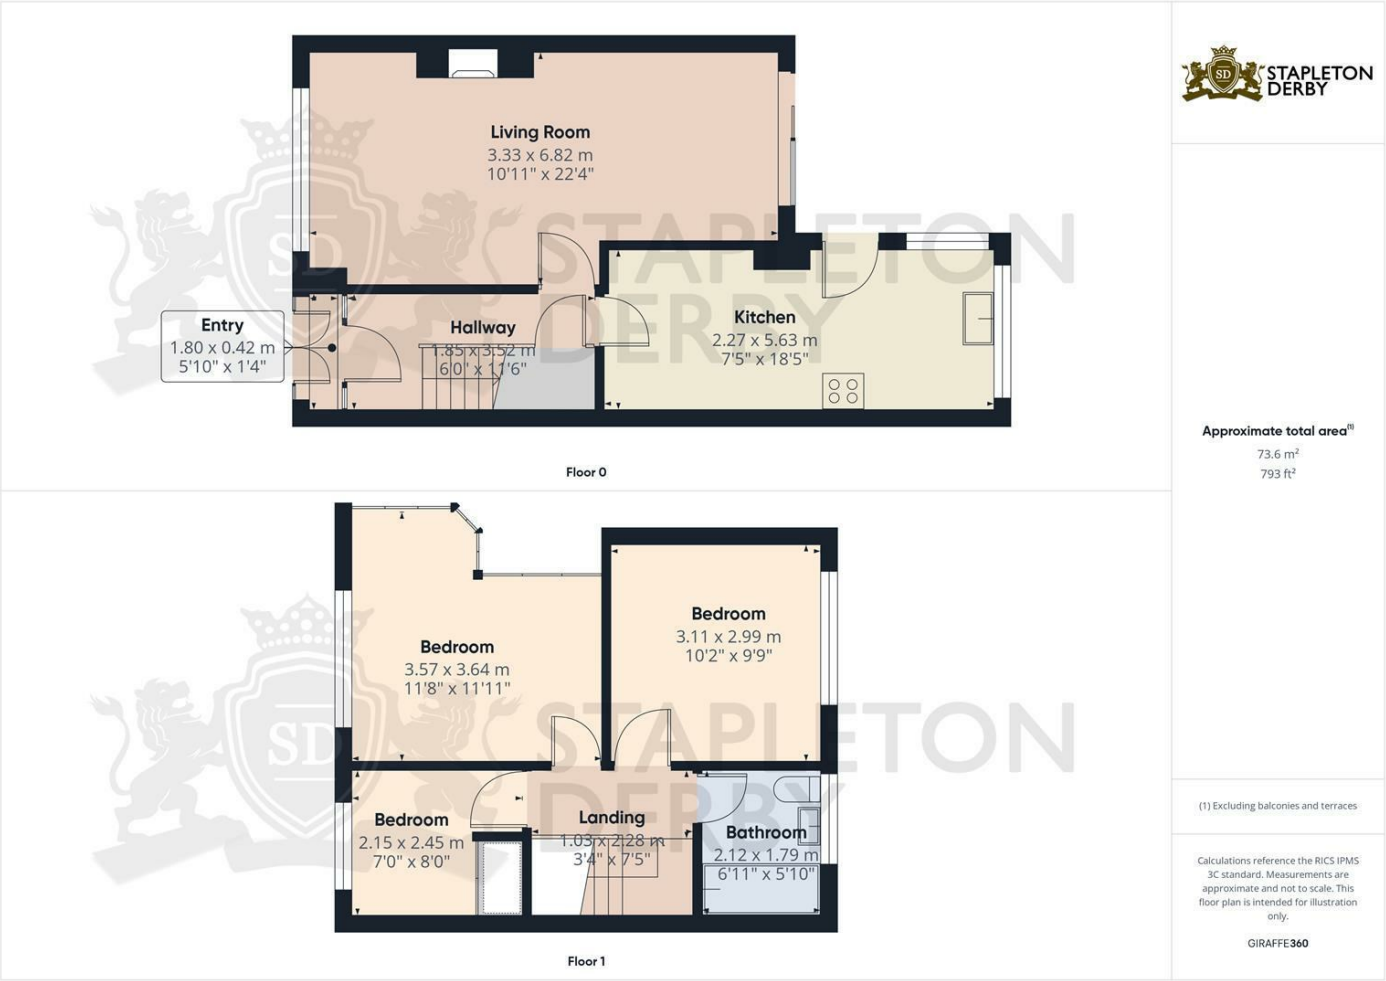 STAPLETON
DERBY
SD
Living Room
3.33 x 6.82 m
10'11" x 22'4"
Entry
1.80 x 0.42 m
5'10" x 1'4"
Hallway
1.85 x 3.52 m
6'0" x 11'6"
Kitchen
2.27 x 5.63 m
7'5" x 18'5"
SD
STAPLETON
DERBY
Floor 0
Approximate total area(1)
73.6 m²
793 ft²
Bedroom
3.57 x 3.64 m
11'8" x 11'11"
Bedroom
3.11 x 2.99 m
10'2" x 9'9"
Bedroom
2.15 x 2.45 m
7'0" x 8'0"
Landing
1.03 x 2.28 m
3'4" x 7'5"
Bathroom
2.12 x 1.79 m
6'11" x 5'10"
SD
STAPLETON
DERBY
Floor 1
(1) Excluding balconies and terraces
Calculations reference the RICS IPMS
3C standard. Measurements are
approximate and not to scale. This
floor plan is intended for illustration
only.
GIRAFFE360